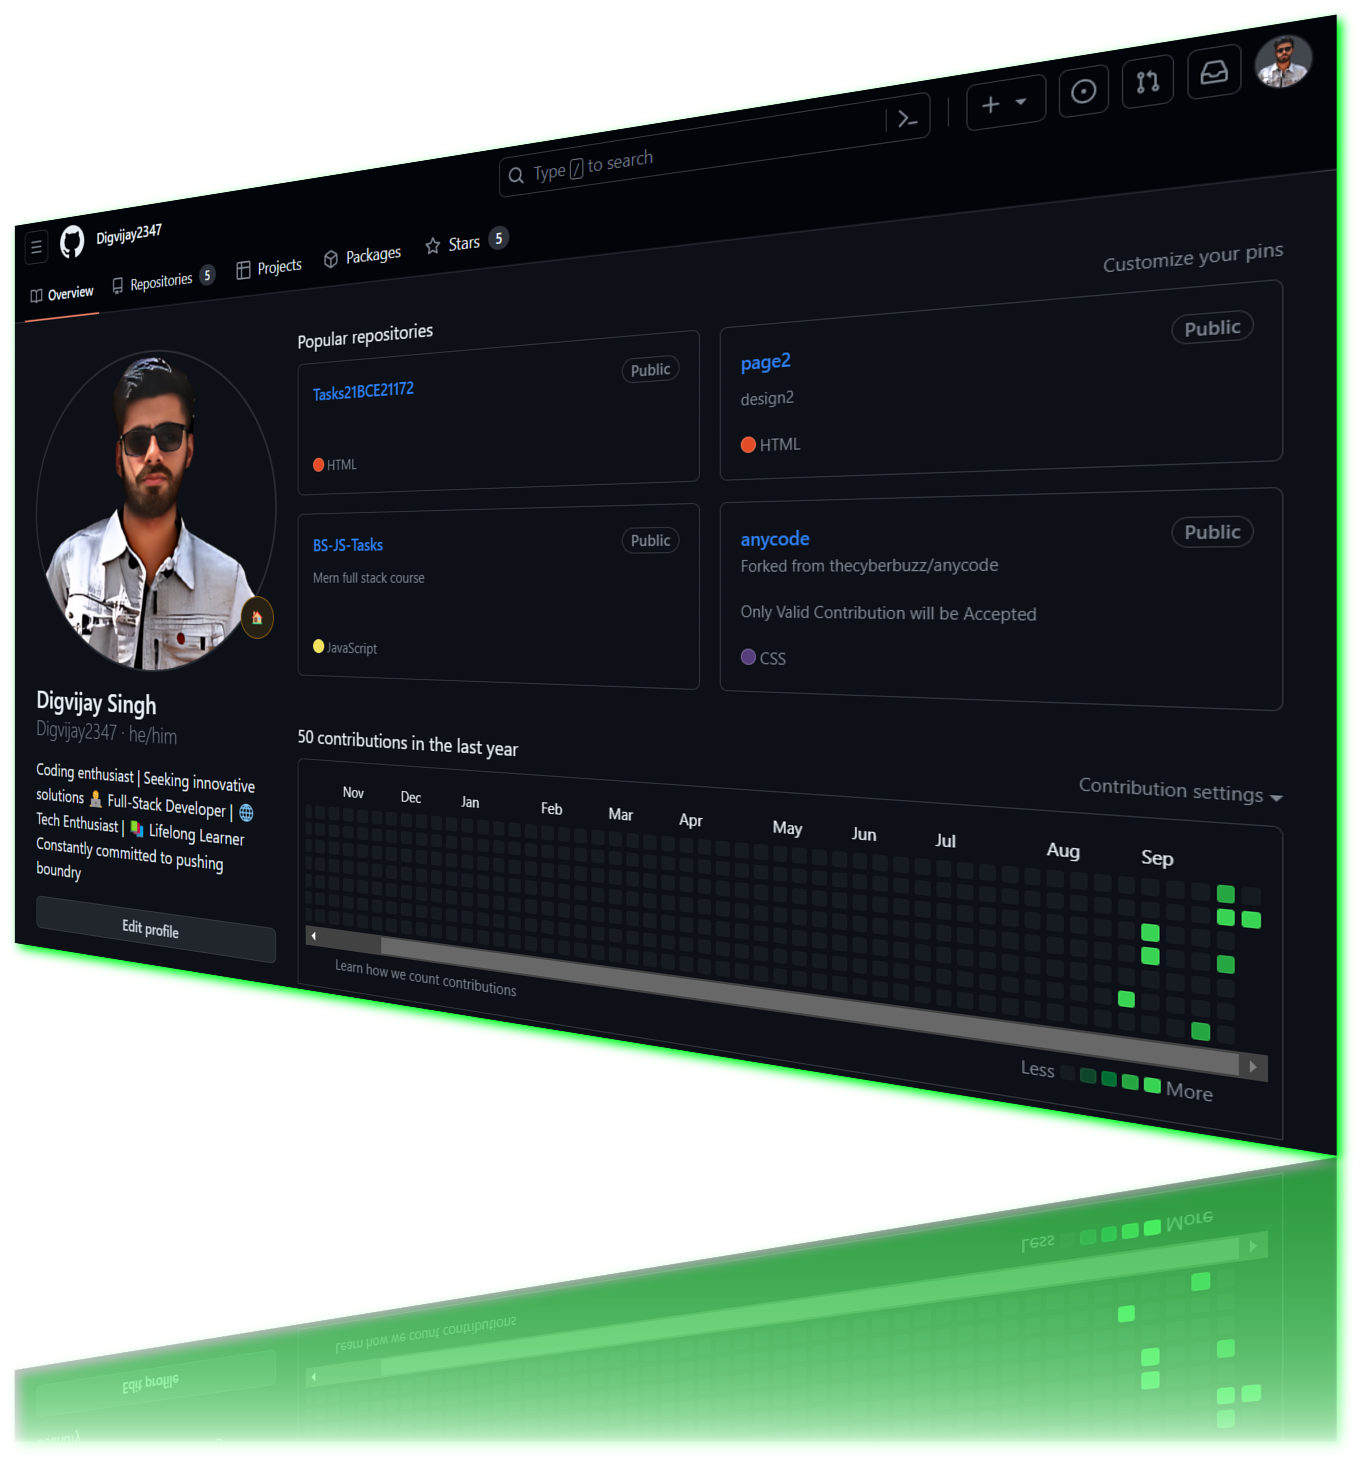 Type / to search
Digvijay2347
Overview
Repositories 5
Projects
Packages
Stars 5
Customize your pins
Popular repositories
Tasks21BCE21172
Public
HTML
page2
Public
design2
HTML
BS-JS-Tasks
Public
Mern full stack course
JavaScript
anycode
Public
Forked from thecyberbuzz/anycode
Only Valid Contribution will be Accepted
CSS
Digvijay Singh
Digvijay2347 · he/him
Coding enthusiast | Seeking innovative
solutions 👨‍💻 Full-Stack Developer | 🌐
Tech Enthusiast | 📚 Lifelong Learner
Constantly committed to pushing
boundry
Edit profile
50 contributions in the last year
Contribution settings
Nov Dec Jan Feb Mar Apr May Jun Jul Aug Sep
Learn how we count contributions
Less More